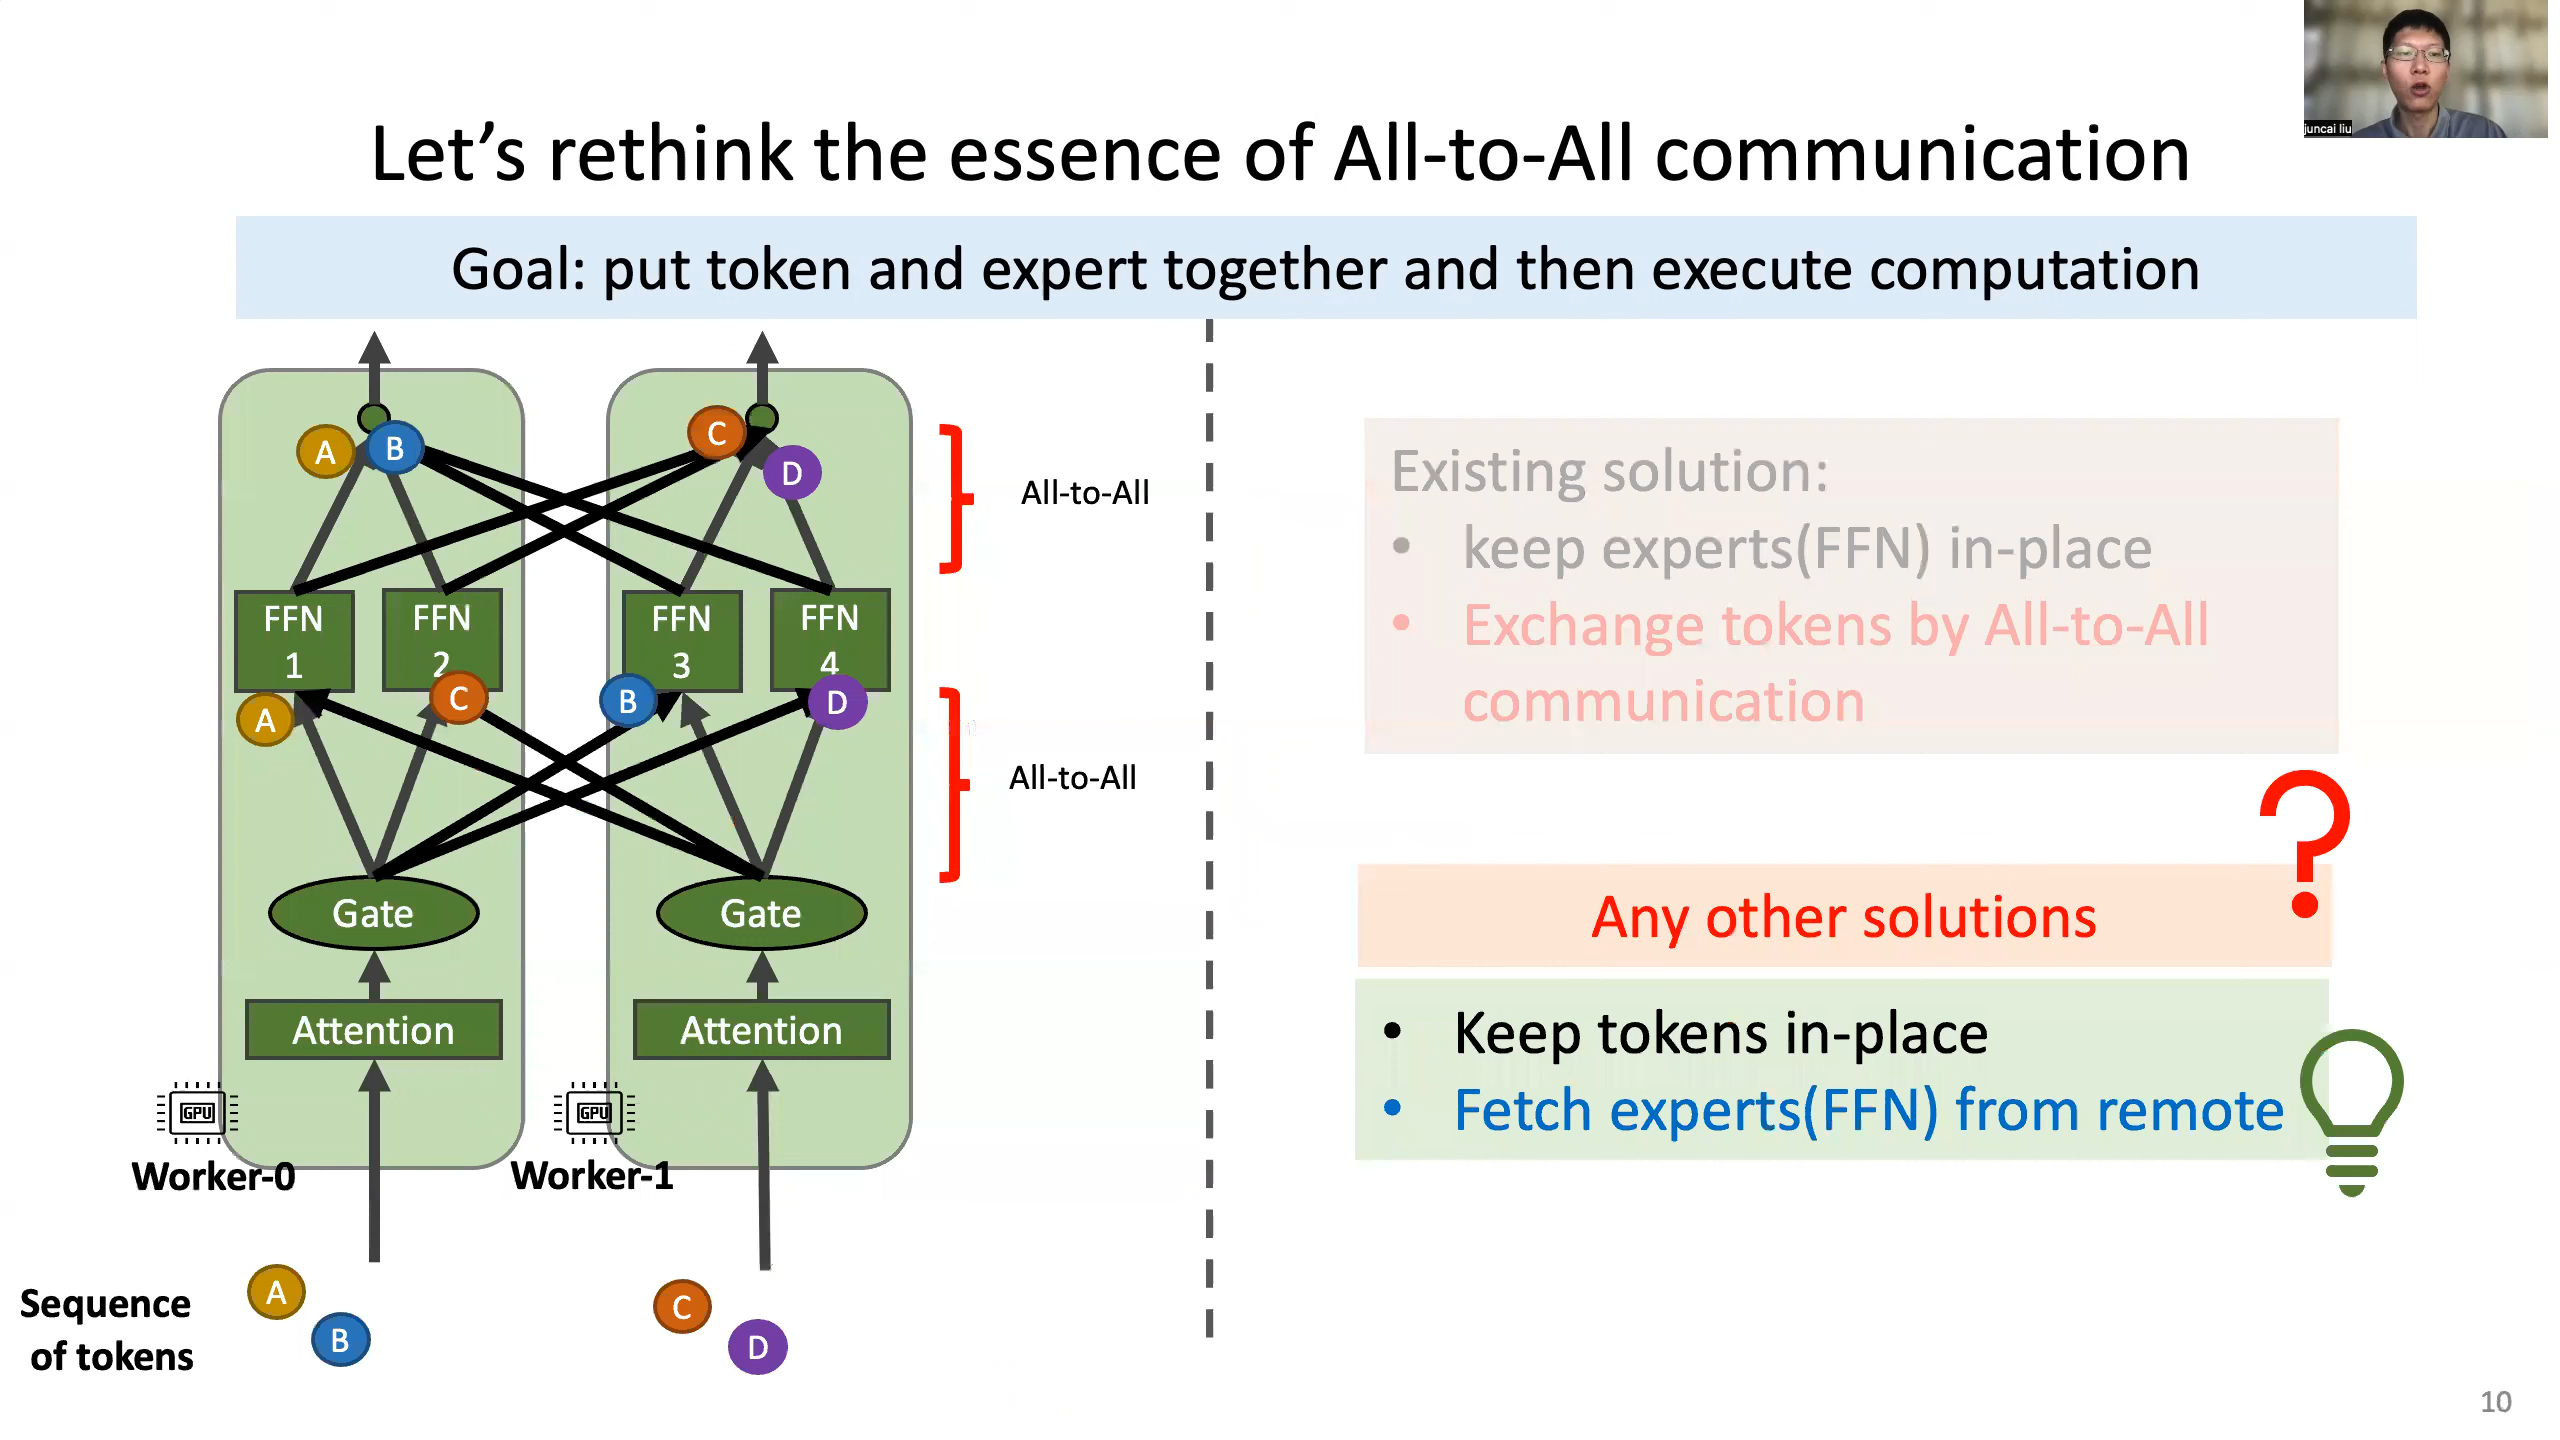 juncai liu
Let's rethink the essence of All-to-All communication
Goal: put token and expert together and then execute computation
A
B
C
D
All-to-All
FFN
1
FFN
2
FFN
3
FFN
4
A
C
B
D
All-to-All
Gate
Gate
Attention
Attention
GPU
GPU
Worker-0
Worker-1
Sequence
of tokens
A
B
C
D
Existing solution:
• keep experts(FFN) in-place
• Exchange tokens by All-to-All
communication
?
Any other solutions
• Keep tokens in-place
• Fetch experts(FFN) from remote
10